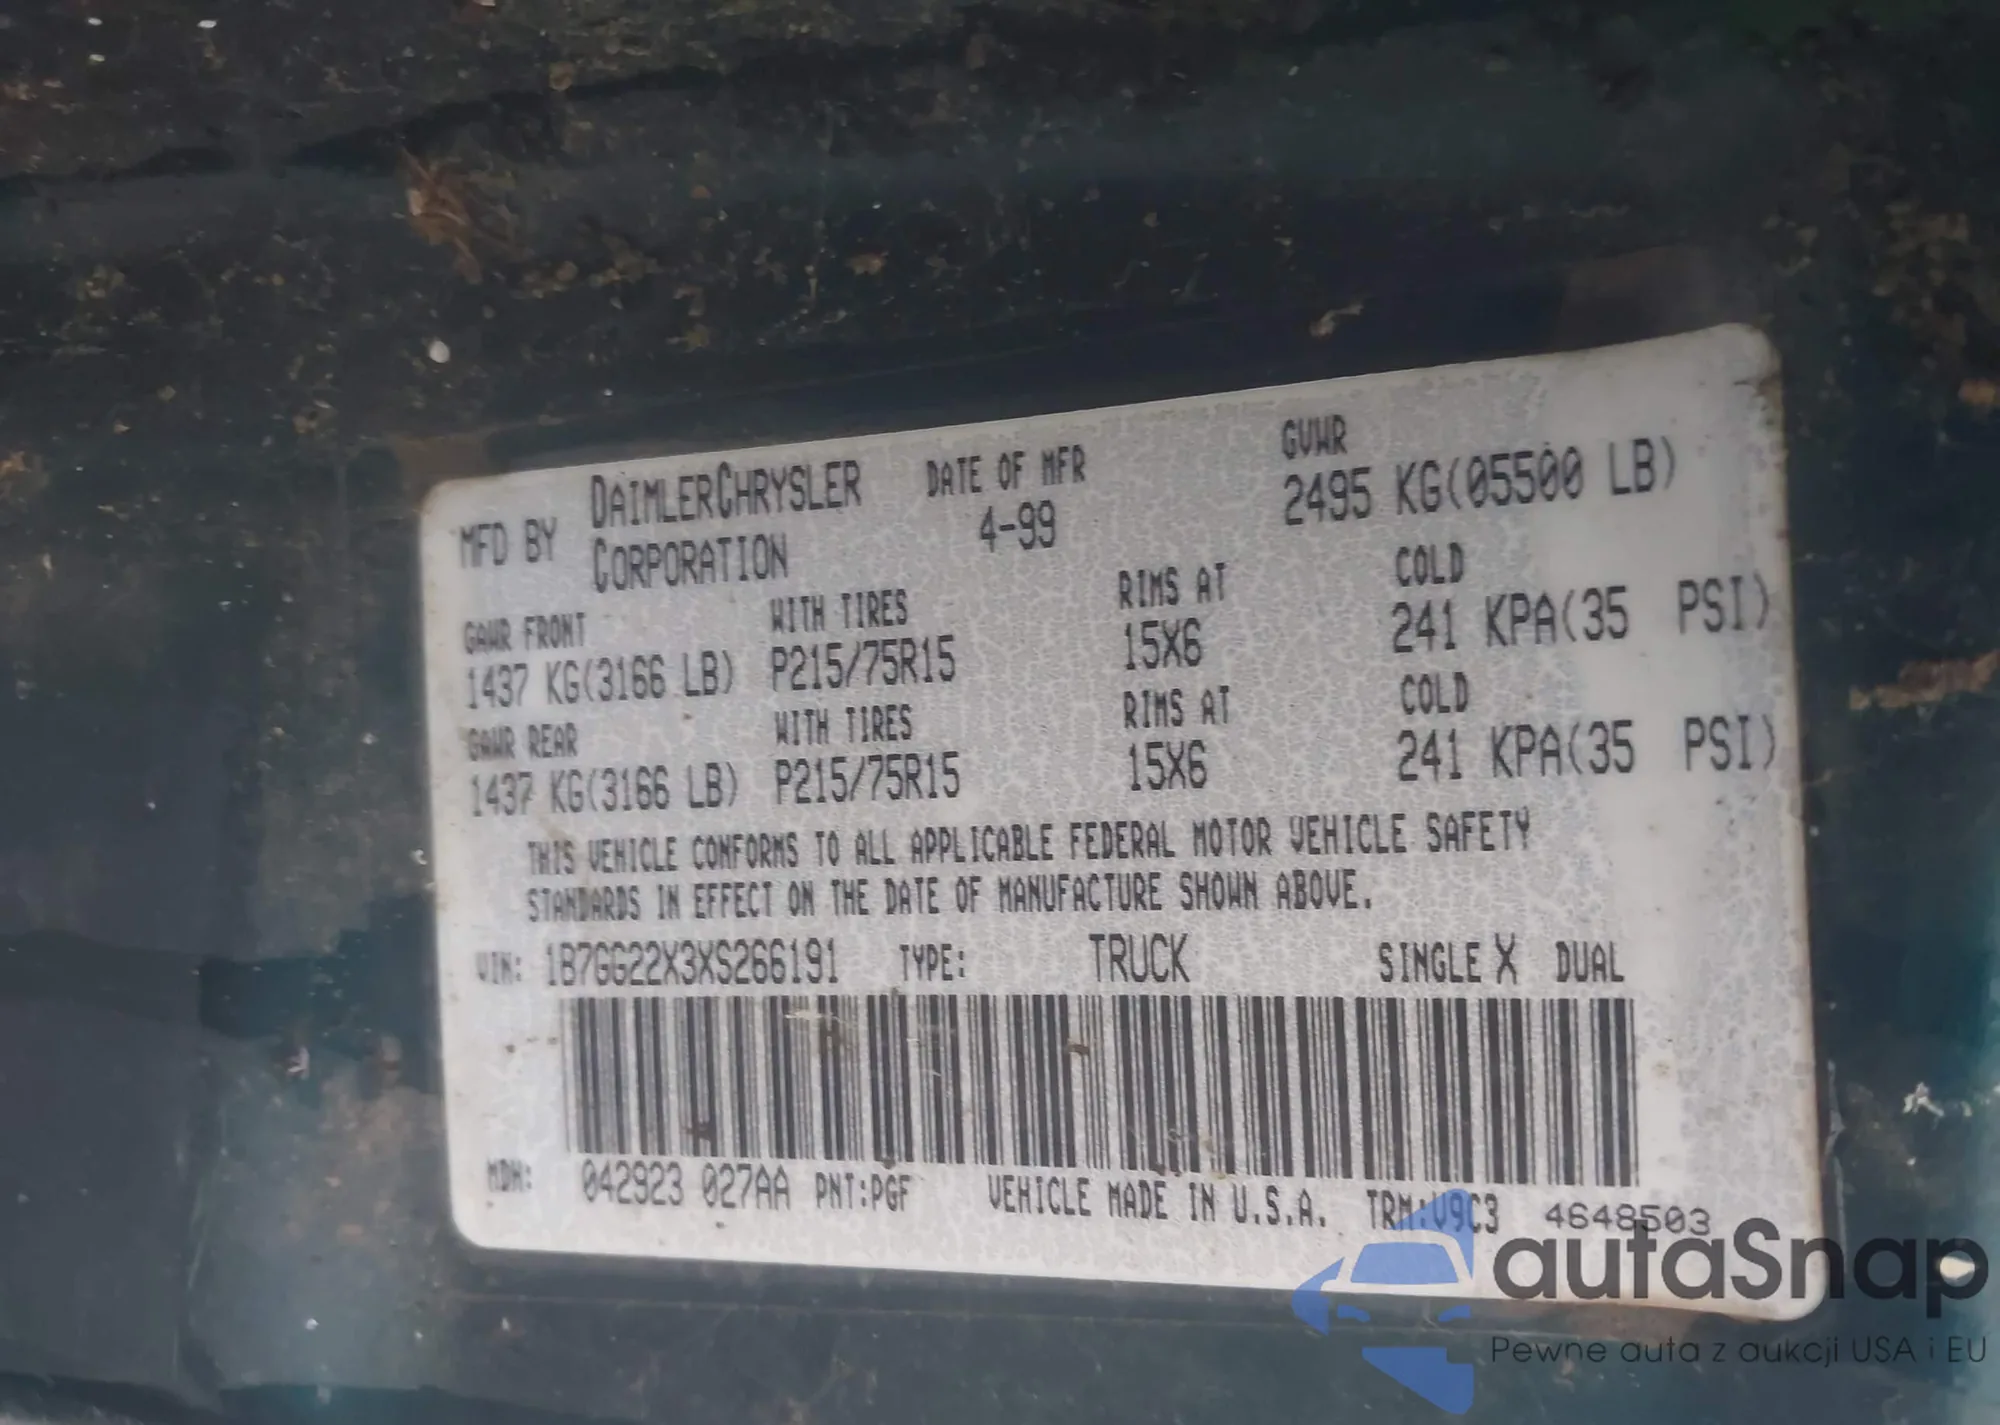 MFD BY DAIMLERCHRYSLER CORPORATION
DATE OF MFR
4-99
GVWR
2495 KG(05500 LB)
GAWR FRONT WITH TIRES RIMS AT COLD
1437 KG(3166 LB) P215/75R15 15X6 241 KPA(35 PSI)
GAWR REAR WITH TIRES RIMS AT COLD
1437 KG(3166 LB) P215/75R15 15X6 241 KPA(35 PSI)
THIS VEHICLE CONFORMS TO ALL APPLICABLE FEDERAL MOTOR VEHICLE SAFETY
STANDARDS IN EFFECT ON THE DATE OF MANUFACTURE SHOWN ABOVE.
VIN: 1B7GG22X3XS266191 TYPE: TRUCK SINGLE X DUAL
MDH: 042923 027AA PNT:PGF VEHICLE MADE IN U.S.A. TRM:V9C3 4648503
autaSnap
Pewne auta z aukcji USA i EU